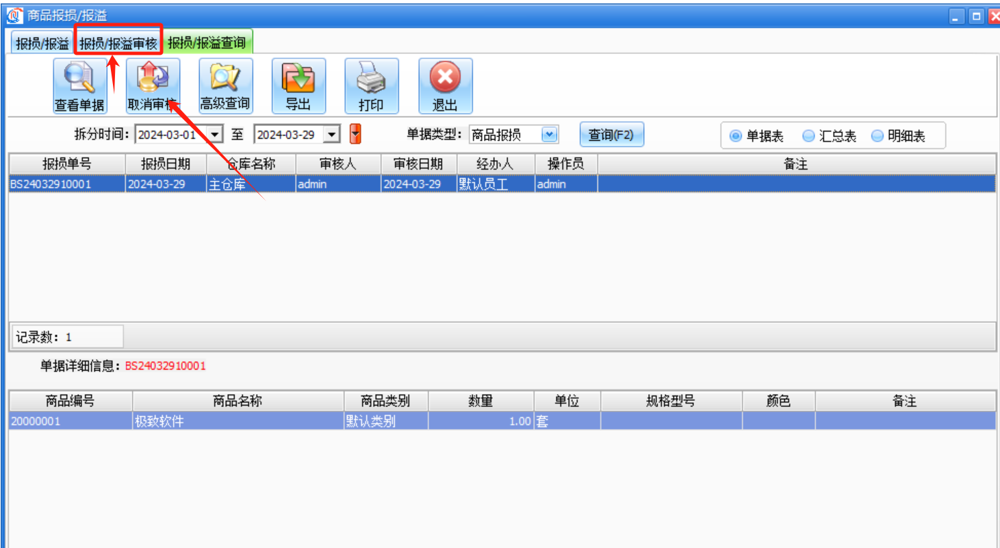 商品报损/报溢
报损/报溢 报损/报溢审核 报损/报溢查询
查看单据 取消审核 高级查询 导出 打印 退出
拆分时间: 2024-03-01 至 2024-03-29 单据类型: 商品报损 查询(F2) 单据表 汇总表 明细表
报损单号 报损日期 仓库名称 审核人 审核日期 经办人 操作员 备注
BS24032910001 2024-03-29 主仓库 admin 2024-03-29 默认员工 admin
记录数: 1
单据详细信息: BS24032910001
商品编号 商品名称 商品类别 数量 单位 规格型号 颜色 备注
20000001 极致软件 默认类别 1.00 套